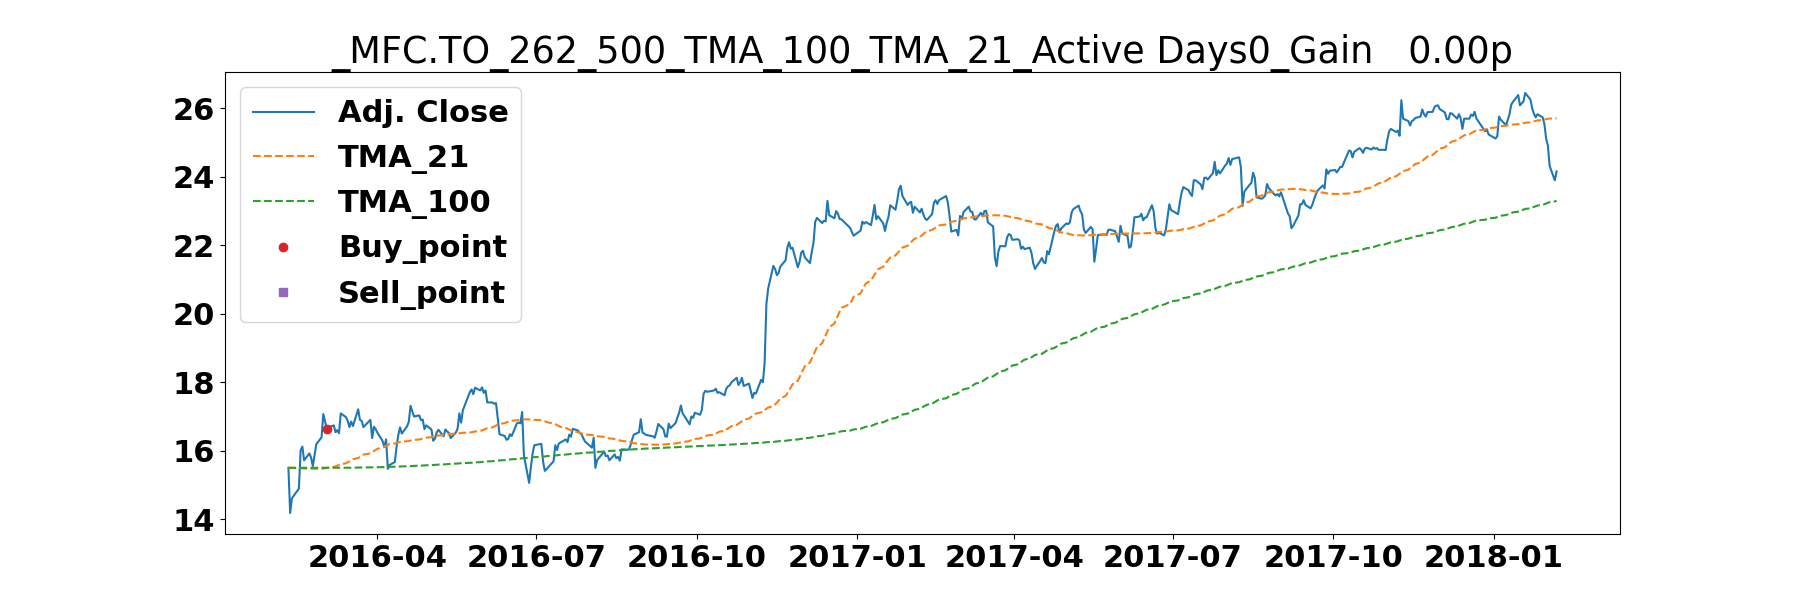 _MFC.TO_262_500_TMA_100_TMA_21_Active Days0_Gain   0.00p
Adj. Close
TMA_21
TMA_100
Buy_point
Sell_point
26
24
22
20
18
16
14
2016-04 2016-07 2016-10 2017-01 2017-04 2017-07 2017-10 2018-01